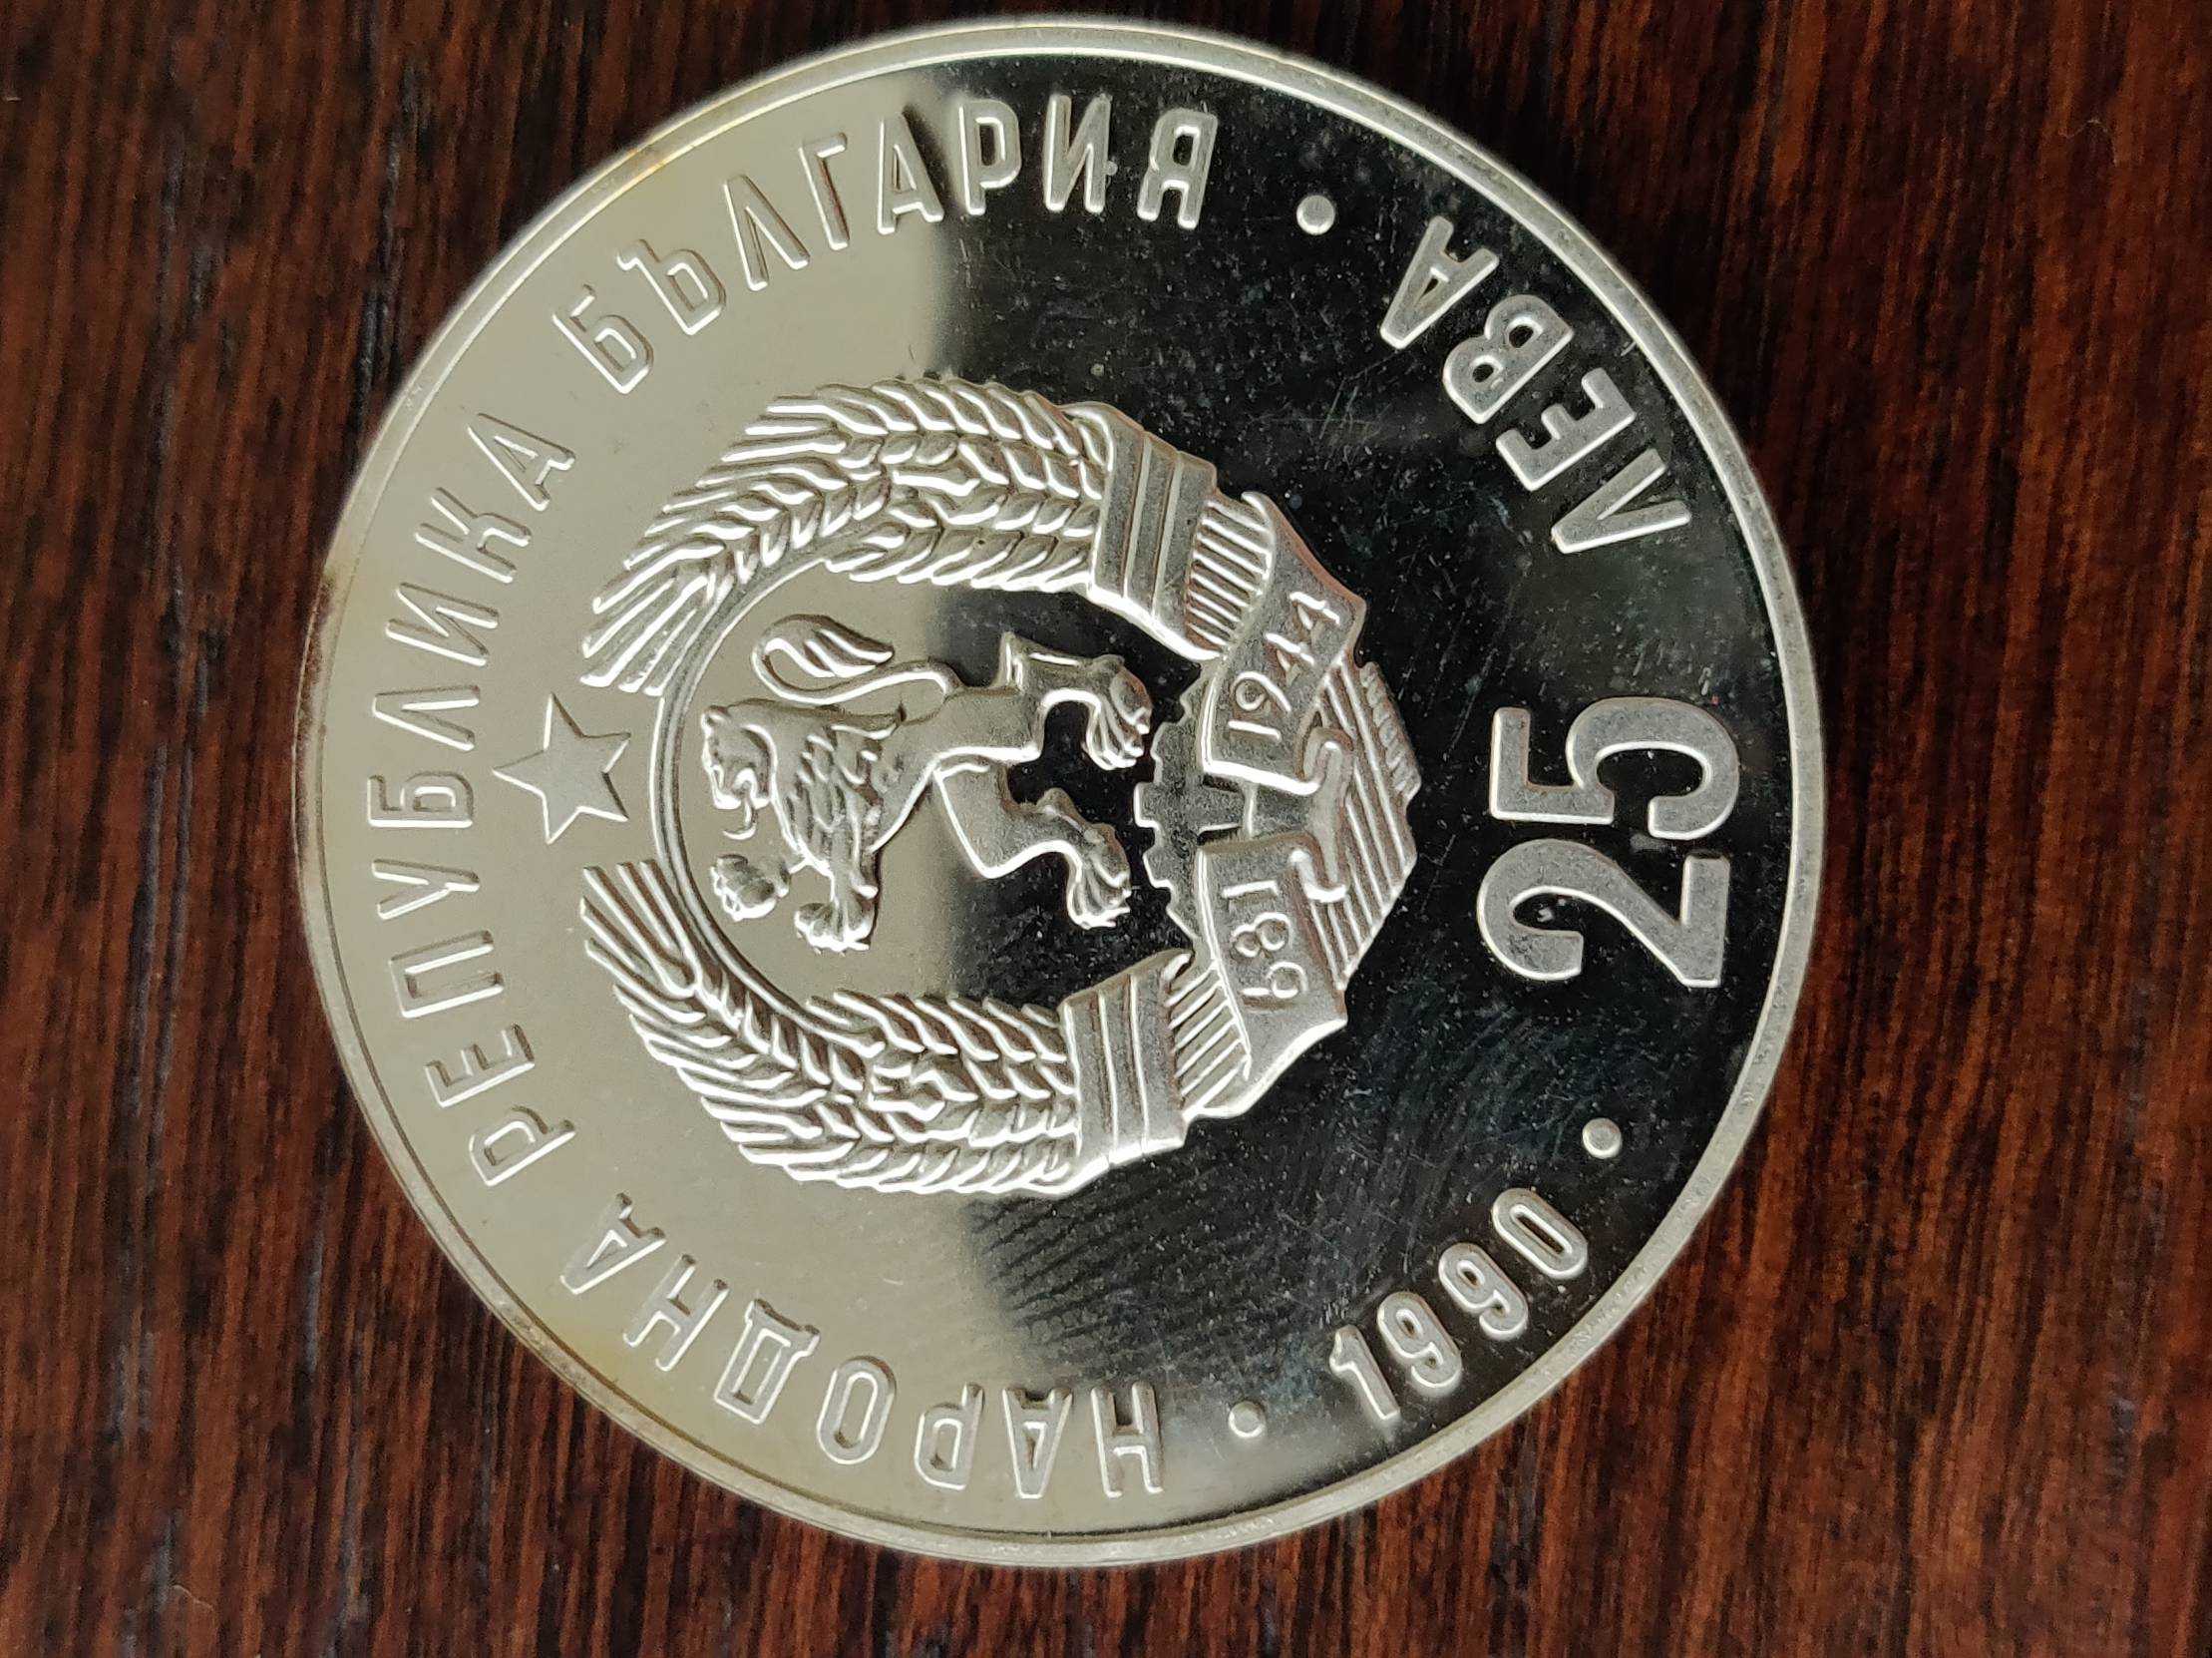 НАРОДНА РЕПУБЛИКА БЪЛГАРИЯ
681 1944
• 1990 • 25 ЛЕВА •